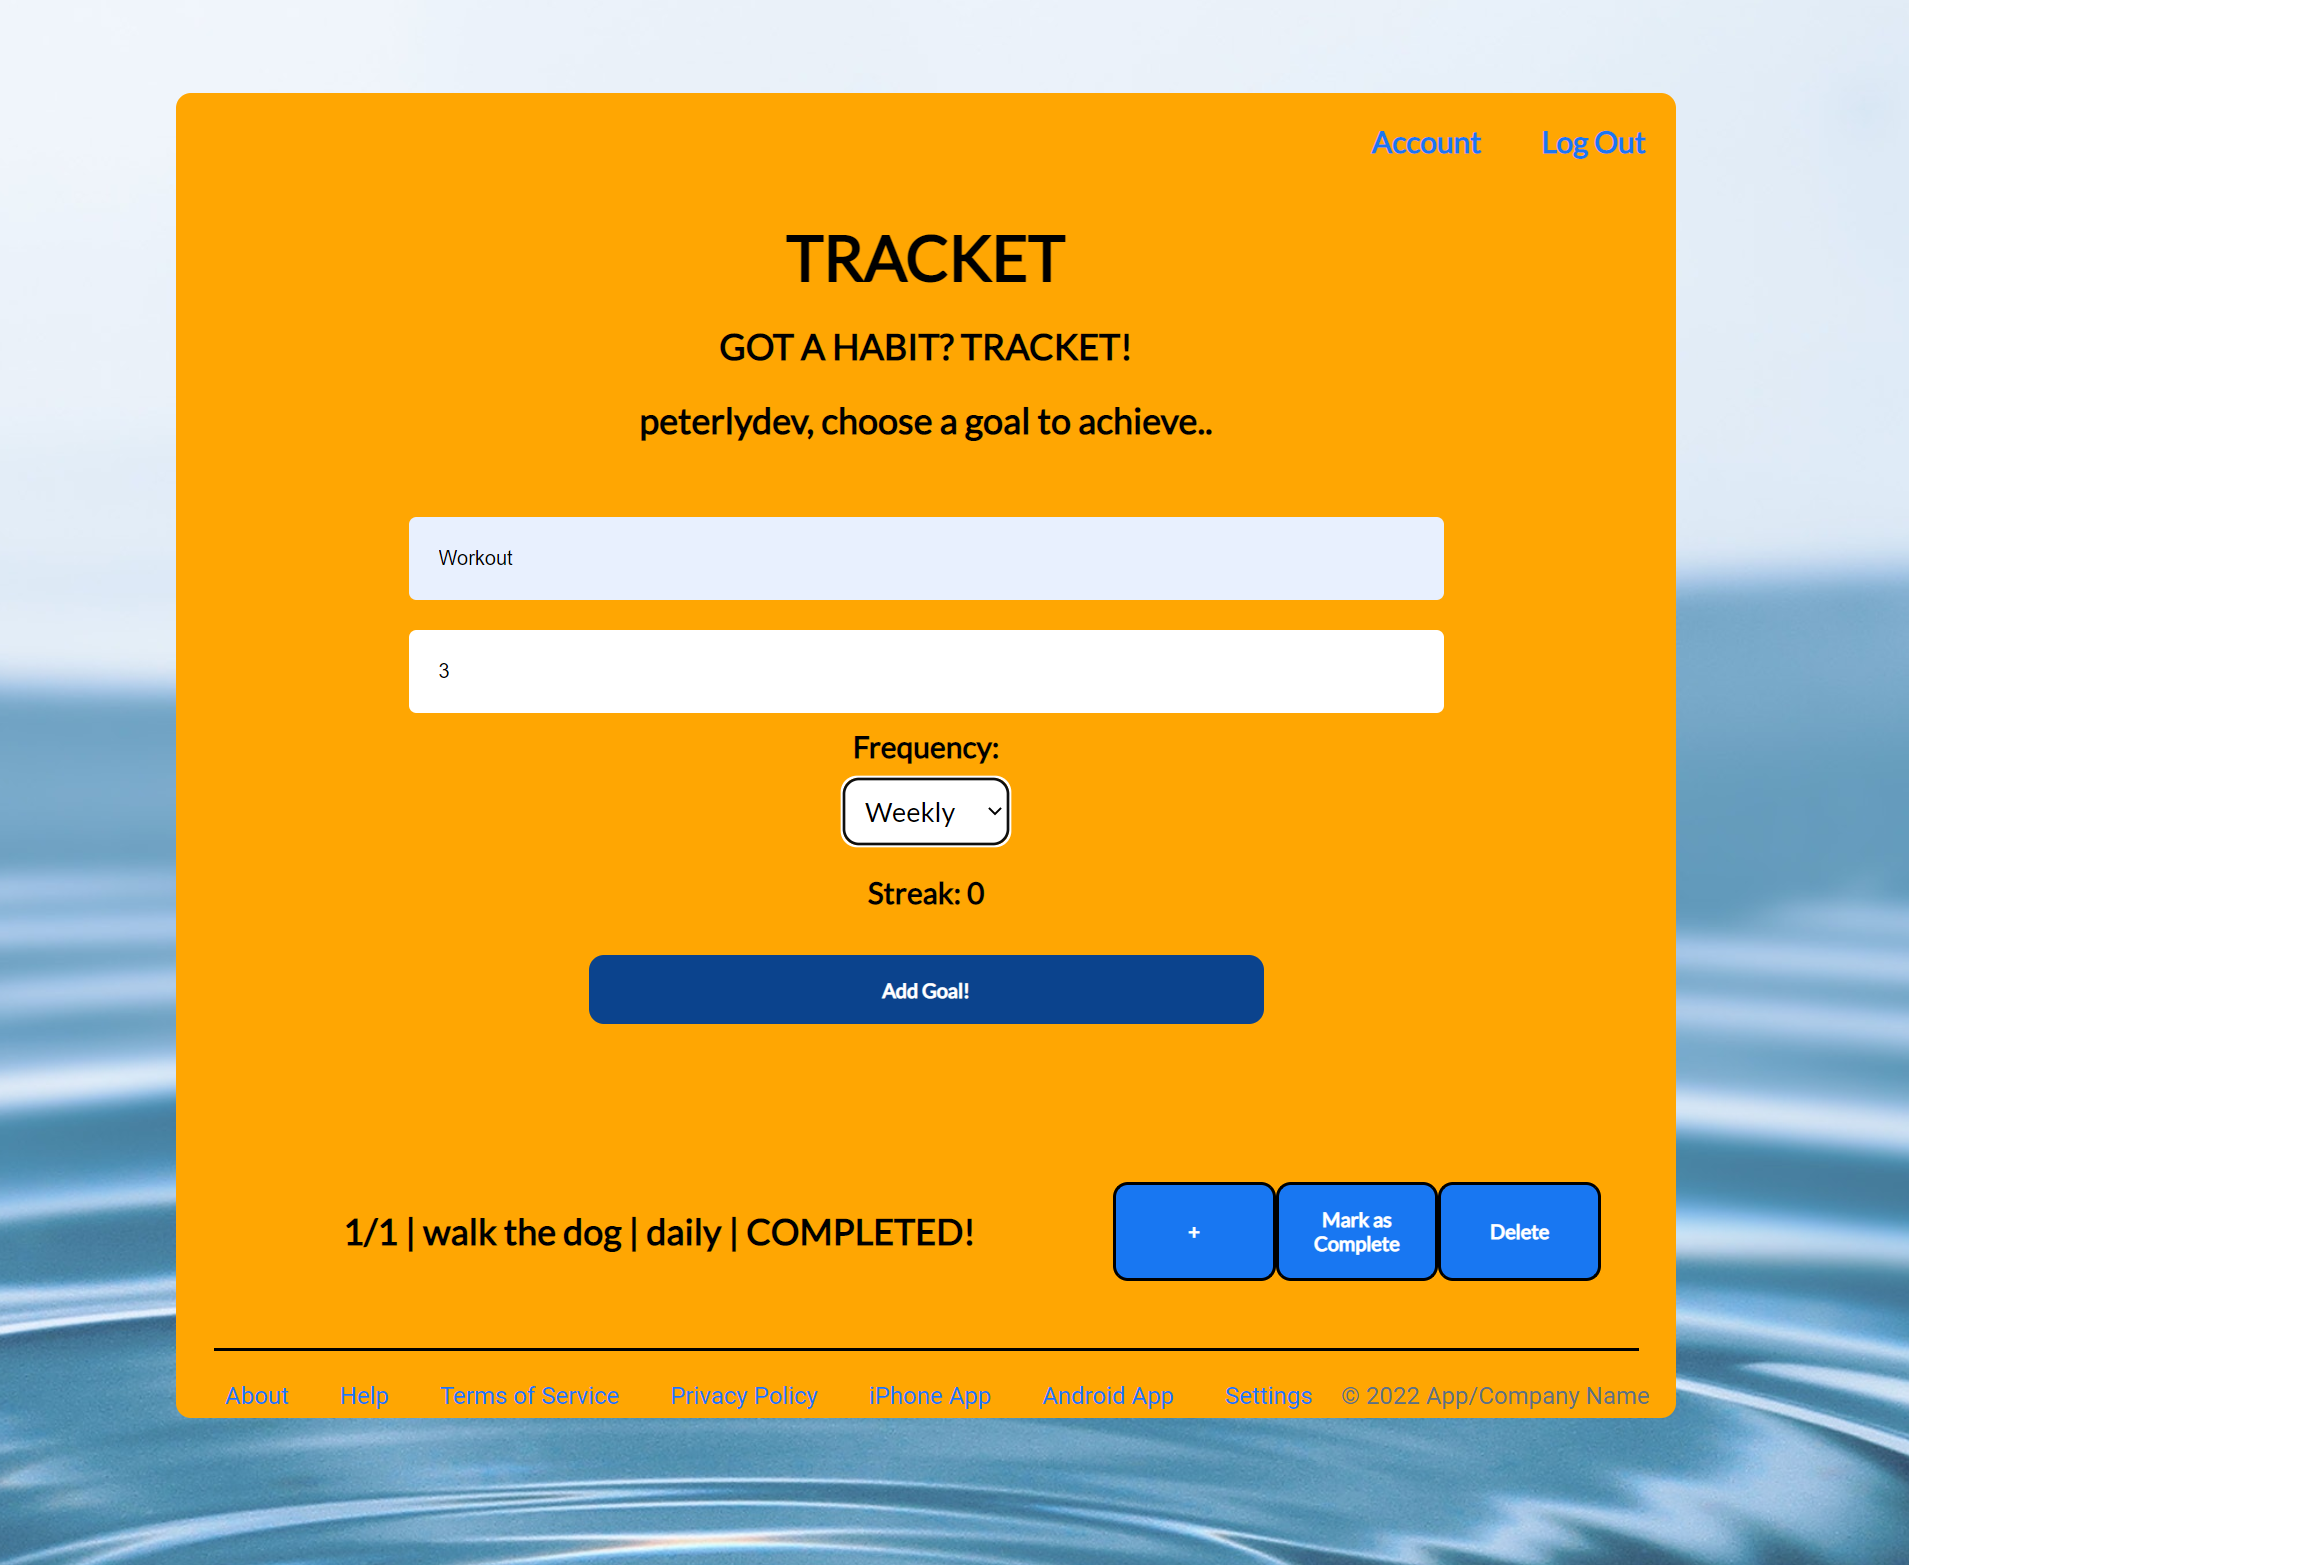 Account Log Out
TRACKET
GOT A HABIT? TRACKET!
peterlydev, choose a goal to achieve..
Workout
3
Frequency:
Weekly
Streak: 0
Add Goal!
1/1 | walk the dog | daily | COMPLETED!
+
Mark as
Complete
Delete
About Help Terms of Service Privacy Policy iPhone App Android App Settings © 2022 App/Company Name